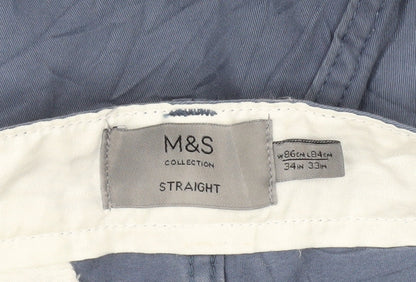 M&S
COLLECTION
STRAIGHT
W86CM L84CM
34IN 33IN